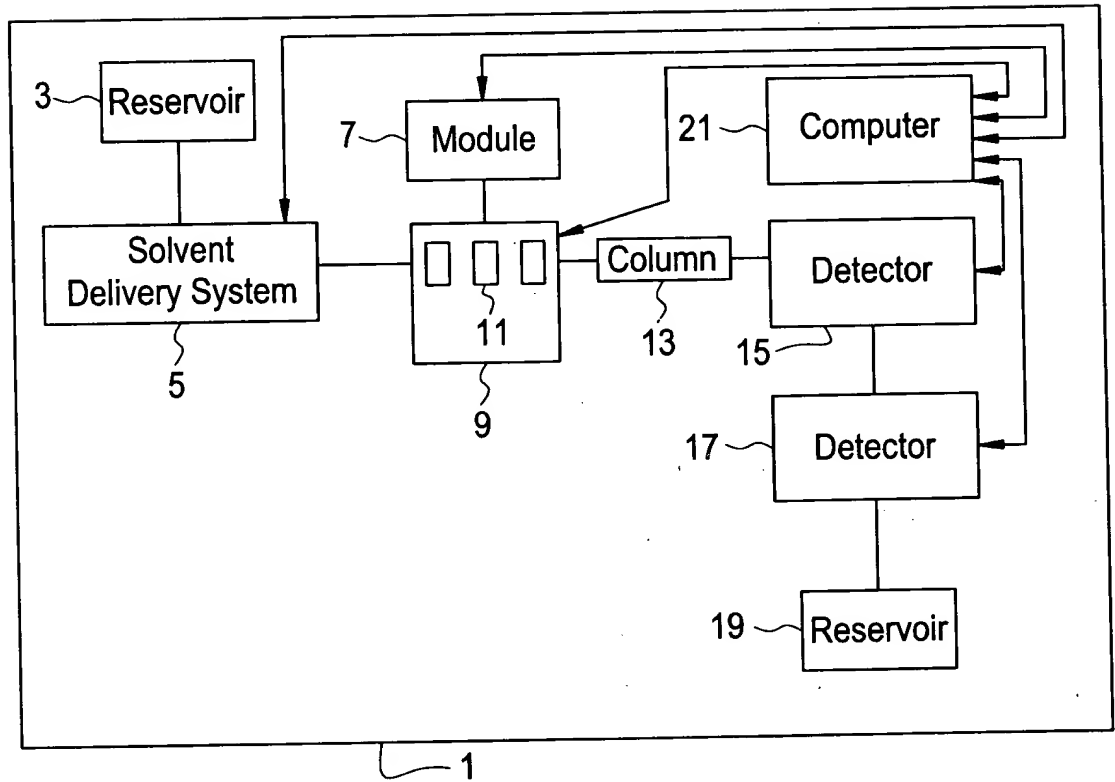 3
Reservoir
7
Module
21
Computer
Solvent
Delivery System
5
11
9
Column
13
Detector
15
17
Detector
19
Reservoir
1